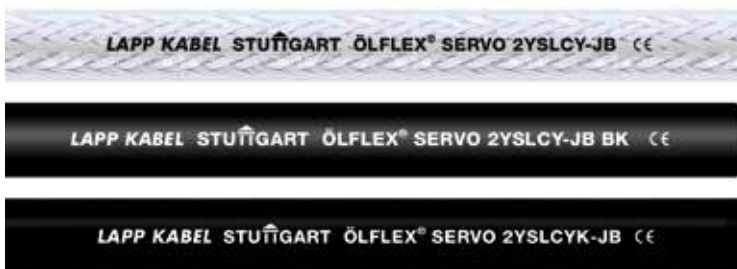 LAPP KABEL STUTTGART ÖLFLEX® SERVO 2YSLCY-JB CE
LAPP KABEL STUTTGART ÖLFLEX® SERVO 2YSLCY-JB BK CE
LAPP KABEL STUTTGART ÖLFLEX® SERVO 2YSLCYK-JB CE